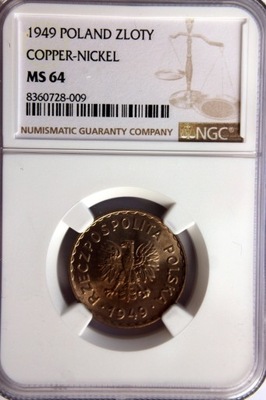 1949 POLAND ZLOTY
COPPER-NICKEL
MS 64
8360728-009
NUMISMATIC GUARANTY COMPANY
NGC
RZECZPOSPOLITA POLSKA
1949